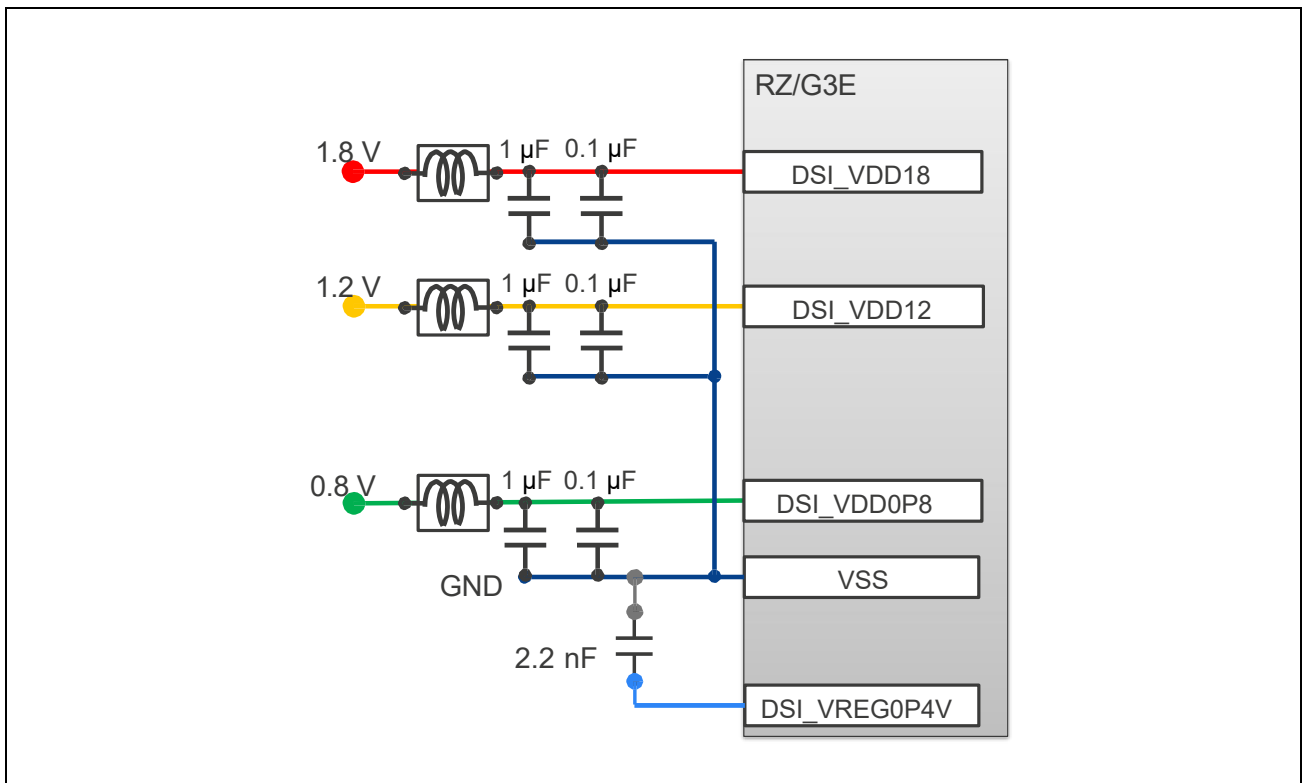 RZ/G3E
1.8 V
1 µF 0.1 µF
DSI_VDD18
1.2 V
1 µF 0.1 µF
DSI_VDD12
0.8 V
1 µF 0.1 µF
DSI_VDD0P8
GND
VSS
2.2 nF
DSI_VREG0P4V